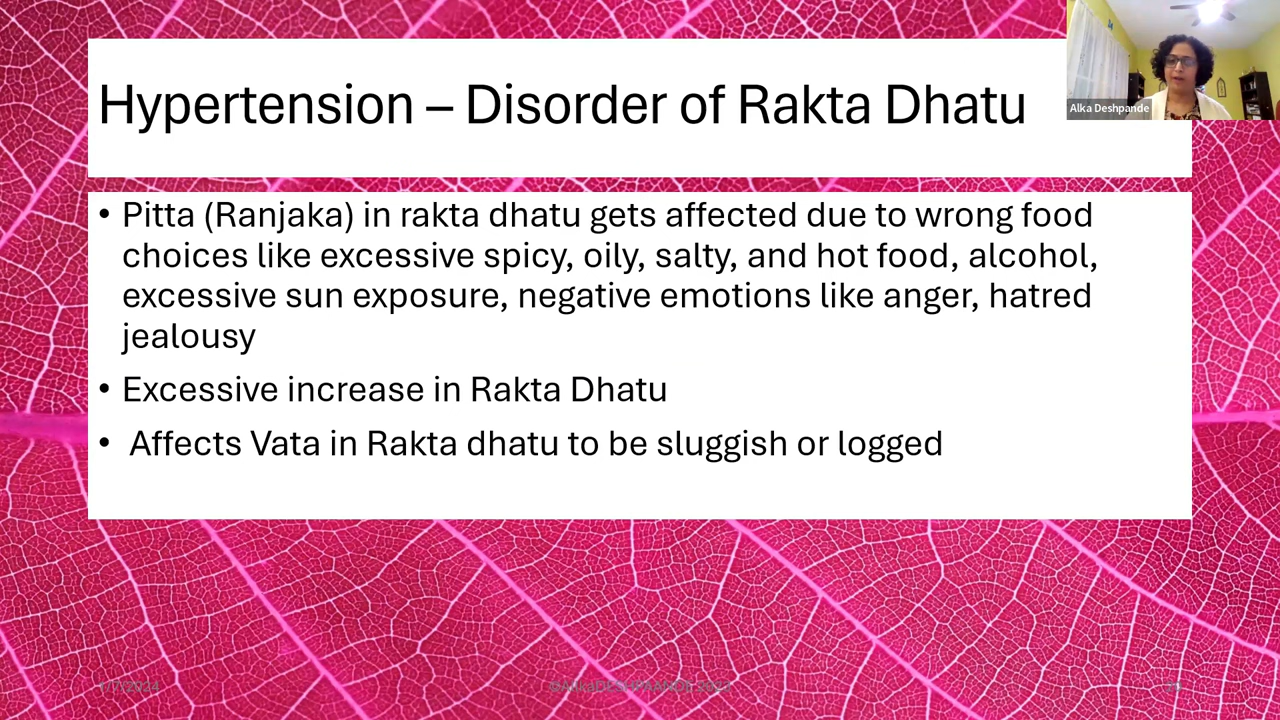 Hypertension – Disorder of Rakta Dhatu
Alka Deshpande
• Pitta (Ranjaka) in rakta dhatu gets affected due to wrong food
choices like excessive spicy, oily, salty, and hot food, alcohol,
excessive sun exposure, negative emotions like anger, hatred
jealousy
• Excessive increase in Rakta Dhatu
• Affects Vata in Rakta dhatu to be sluggish or logged